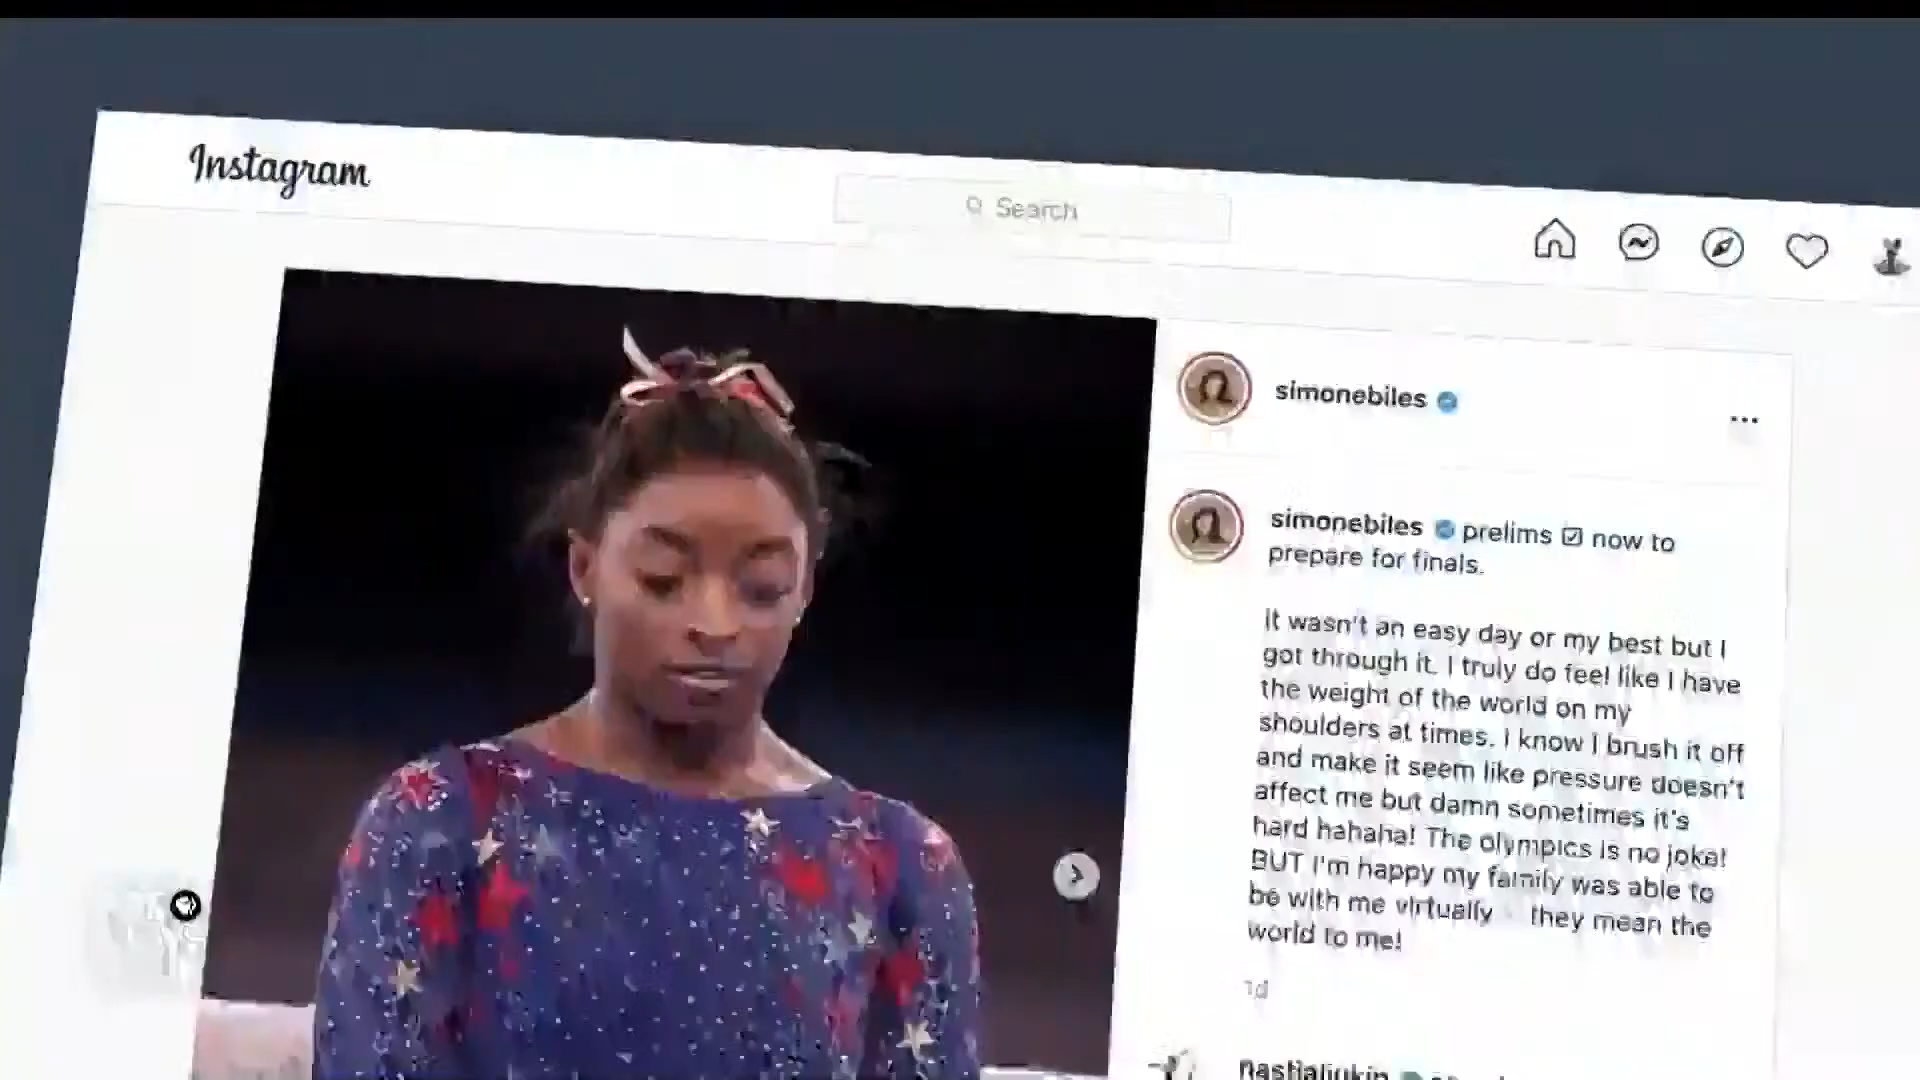 Instagram
Search
simonebiles
simonebiles prelims ☑ now to
prepare for finals.
It wasn't an easy day or my best but I
got through it. I truly do feel like I have
the weight of the world on my
shoulders at times. I know I brush it off
and make it seem like pressure doesn't
affect me but damn sometimes it's
hard hahaha! The olympics is no joke!
BUT I'm happy my family was able to
be with me virtually they mean the
world to me!
1d
nastialiukin